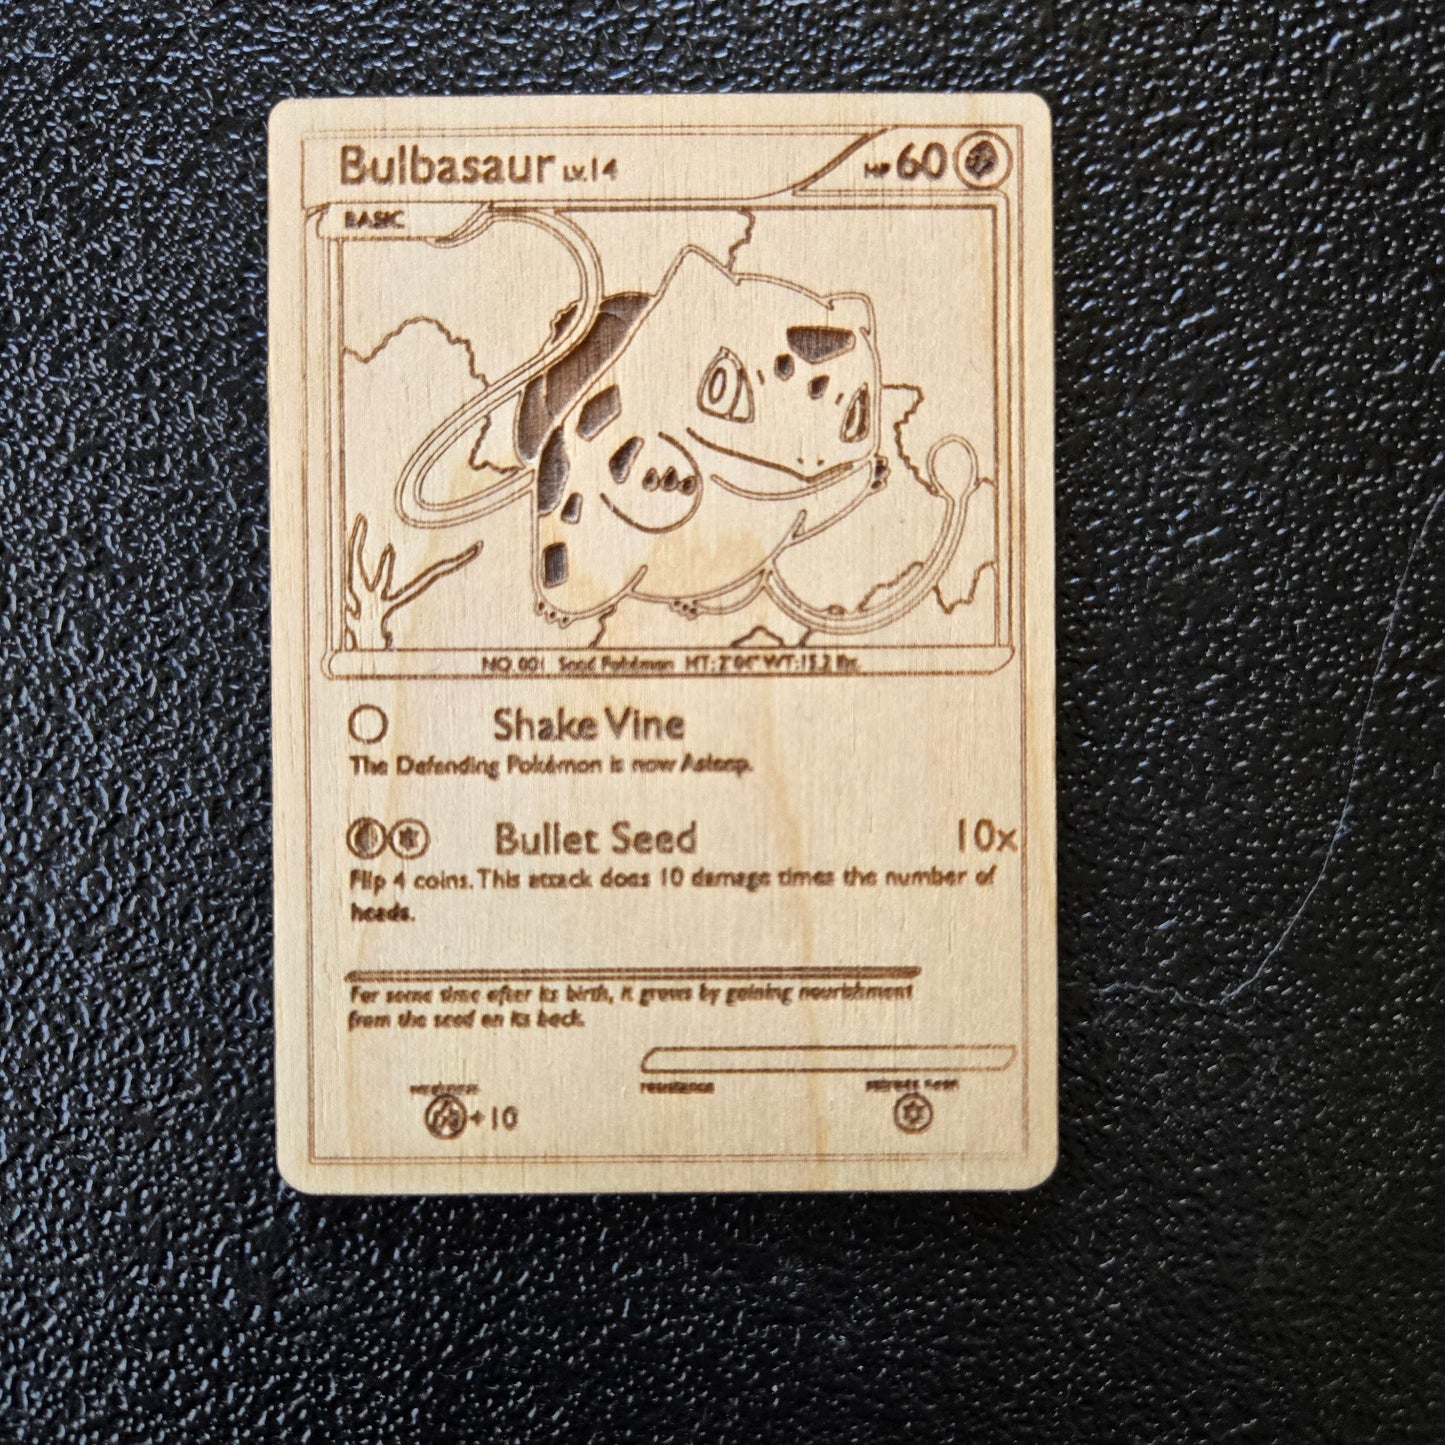 Bulbasaur LV.14
HP 60
BASIC
NO. 001 Seed Pokémon HT: 2'04" WT: 15.2 lbs.
Shake Vine
The Defending Pokémon is now Asleep.
Bullet Seed 10x
Flip 4 coins. This attack does 10 damage times the number of
heads.
For some time after its birth, it grows by gaining nourishment
from the seed on its back.
weakness resistance retreat cost
+10